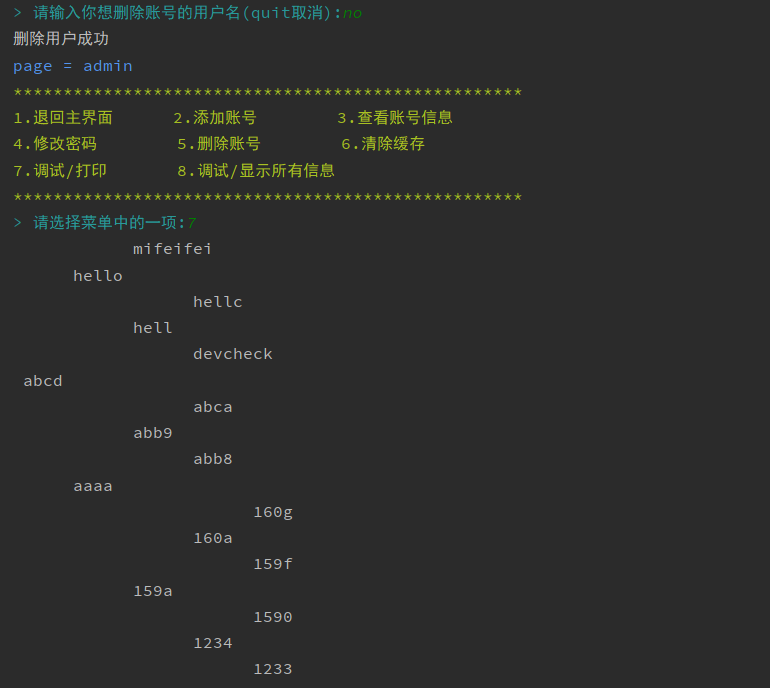 > 请输入你想删除账号的用户名(quit取消):no
删除用户成功
page = admin
***************************************************
1.退回主界面      2.添加账号        3.查看账号信息
4.修改密码        5.删除账号        6.清除缓存
7.调试/打印       8.调试/显示所有信息
***************************************************
> 请选择菜单中的一项:7
            mifeifei
      hello
                  hellc
            hell
                  devcheck
 abcd
                  abca
            abb9
                  abb8
      aaaa
                        160g
                  160a
                        159f
            159a
                        1590
                  1234
                        1233